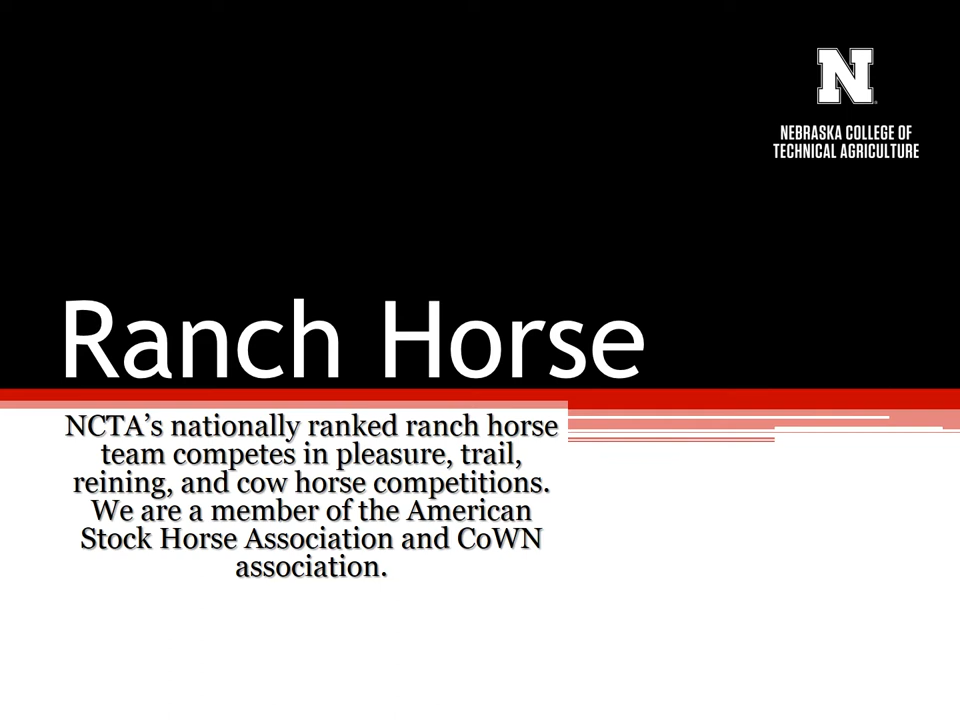 N
NEBRASKA COLLEGE OF
TECHNICAL AGRICULTURE
Ranch Horse
NCTA’s nationally ranked ranch horse
team competes in pleasure, trail,
reining, and cow horse competitions.
We are a member of the American
Stock Horse Association and CoWN
association.